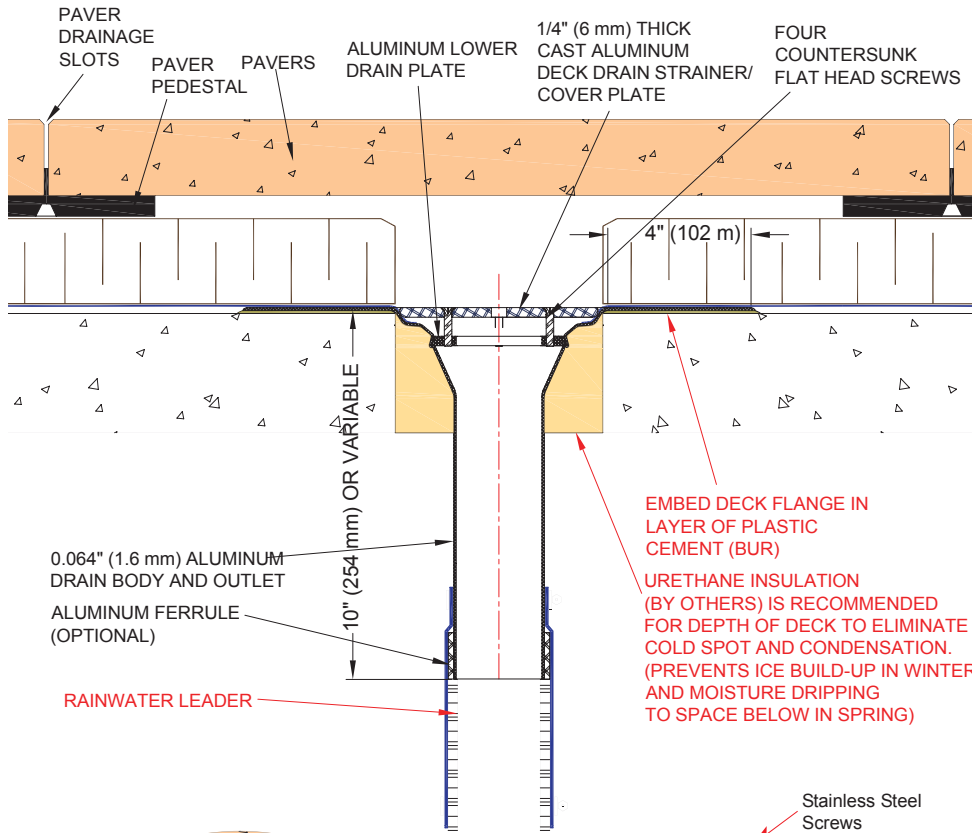 PAVER
DRAINAGE
SLOTS
PAVER
PEDESTAL
PAVERS
ALUMINUM LOWER
DRAIN PLATE
1/4" (6 mm) THICK
CAST ALUMINUM
DECK DRAIN STRAINER/
COVER PLATE
FOUR
COUNTERSUNK
FLAT HEAD SCREWS
4" (102 m)
10" (254 mm) OR VARIABLE
0.064" (1.6 mm) ALUMINUM
DRAIN BODY AND OUTLET
ALUMINUM FERRULE
(OPTIONAL)
RAINWATER LEADER
EMBED DECK FLANGE IN
LAYER OF PLASTIC
CEMENT (BUR)
URETHANE INSULATION
(BY OTHERS) IS RECOMMENDED
FOR DEPTH OF DECK TO ELIMINATE
COLD SPOT AND CONDENSATION.
(PREVENTS ICE BUILD-UP IN WINTER
AND MOISTURE DRIPPING
TO SPACE BELOW IN SPRING)
Stainless Steel
Screws